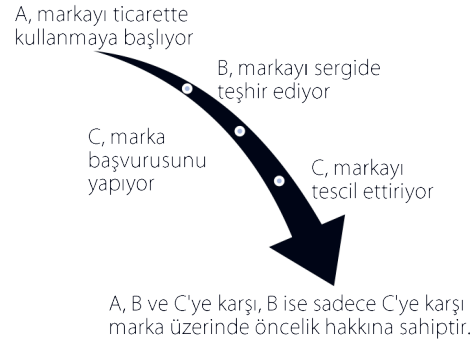 A, markayı ticarette
kullanmaya başlıyor
B, markayı sergide
teşhir ediyor
C, marka
başvurusunu
yapıyor
C, markayı
tescil ettiriyor
A, B ve C'ye karşı, B ise sadece C'ye karşı
marka üzerinde öncelik hakkına sahiptir.